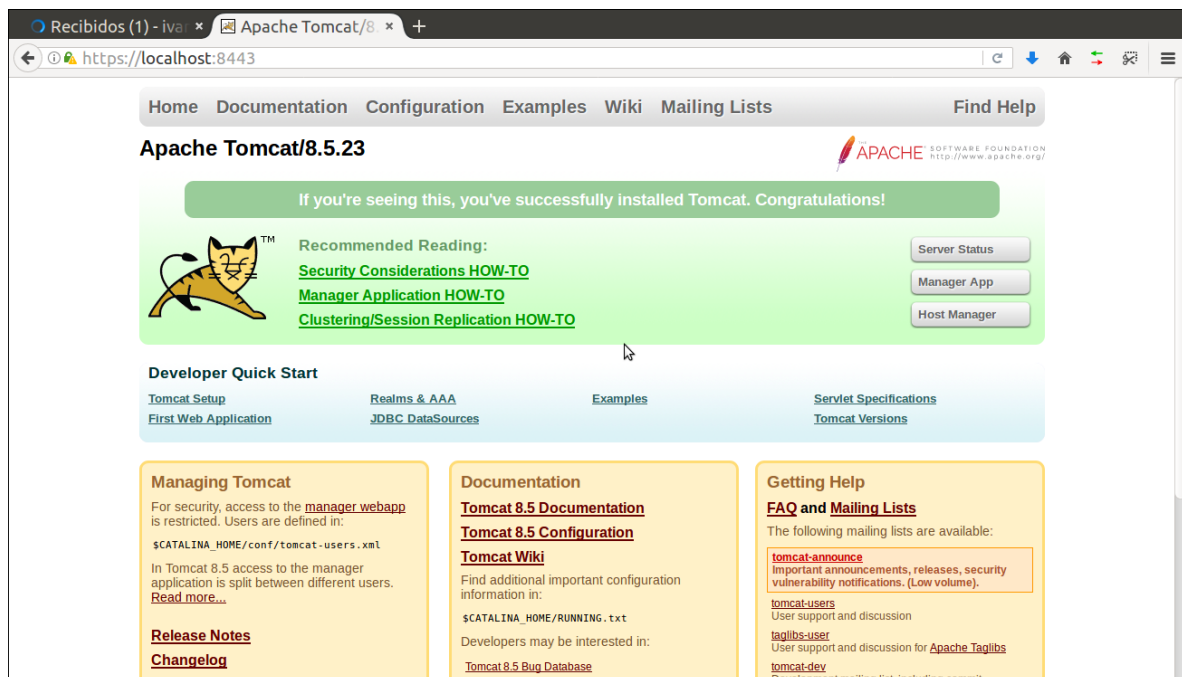 Recibidos (1) - ivan
Apache Tomcat/8.
https://localhost:8443
Home Documentation Configuration Examples Wiki Mailing Lists Find Help
Apache Tomcat/8.5.23
THE
APACHE SOFTWARE FOUNDATION
http://www.apache.org/
If you're seeing this, you've successfully installed Tomcat. Congratulations!
TM
Recommended Reading:
Security Considerations HOW-TO
Manager Application HOW-TO
Clustering/Session Replication HOW-TO
Server Status
Manager App
Host Manager
Developer Quick Start
Tomcat Setup
First Web Application
Realms & AAA
JDBC DataSources
Examples
Servlet Specifications
Tomcat Versions
Managing Tomcat
For security, access to the manager webapp
is restricted. Users are defined in:
$CATALINA_HOME/conf/tomcat-users.xml
In Tomcat 8.5 access to the manager
application is split between different users.
Read more...
Release Notes
Changelog
Documentation
Tomcat 8.5 Documentation
Tomcat 8.5 Configuration
Tomcat Wiki
Find additional important configuration
information in:
$CATALINA_HOME/RUNNING.txt
Developers may be interested in:
Tomcat 8.5 Bug Database
Getting Help
FAQ and Mailing Lists
The following mailing lists are available:
tomcat-announce
Important announcements, releases, security
vulnerability notifications. (Low volume).
tomcat-users
User support and discussion
taglibs-user
User support and discussion for Apache Taglibs
tomcat-dev
Development mailing list, including commit